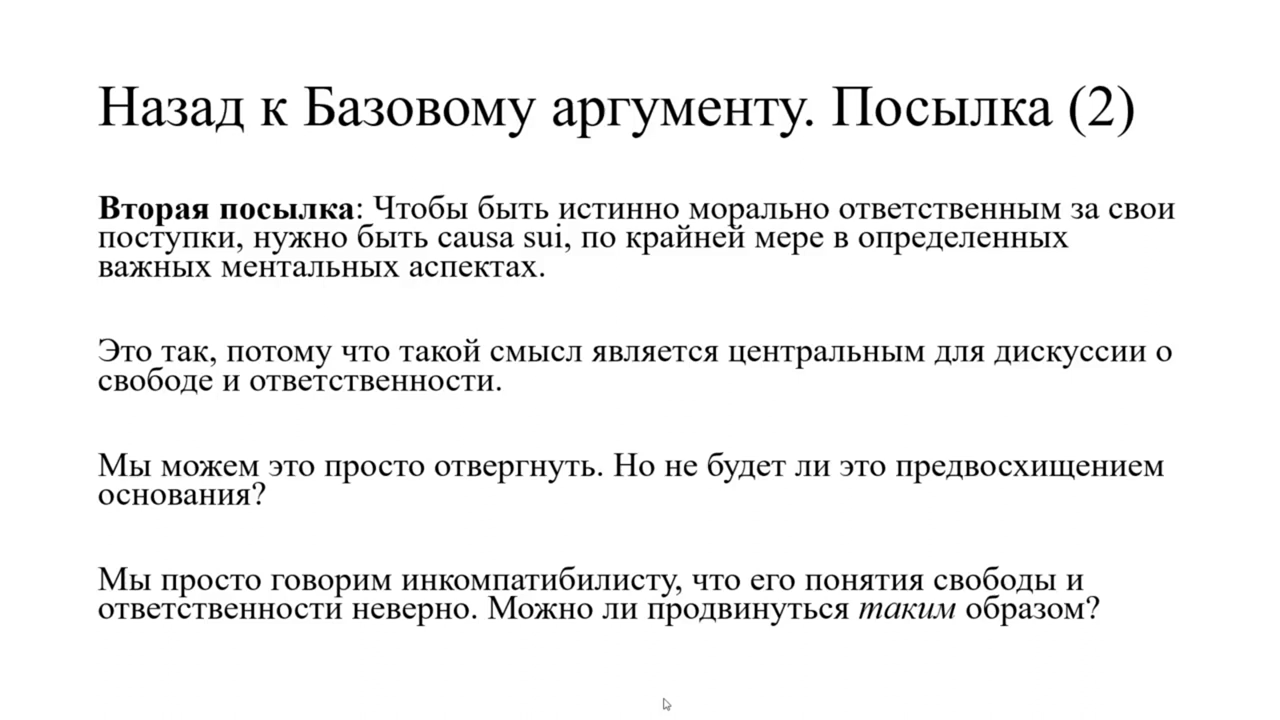 Назад к Базовому аргументу. Посылка (2)
Вторая посылка: Чтобы быть истинно морально ответственным за свои
поступки, нужно быть causa sui, по крайней мере в определенных
важных ментальных аспектах.
Это так, потому что такой смысл является центральным для дискуссии о
свободе и ответственности.
Мы можем это просто отвергнуть. Но не будет ли это предвосхищением
основания?
Мы просто говорим инкомпатибилисту, что его понятия свободы и
ответственности неверно. Можно ли продвинуться таким образом?